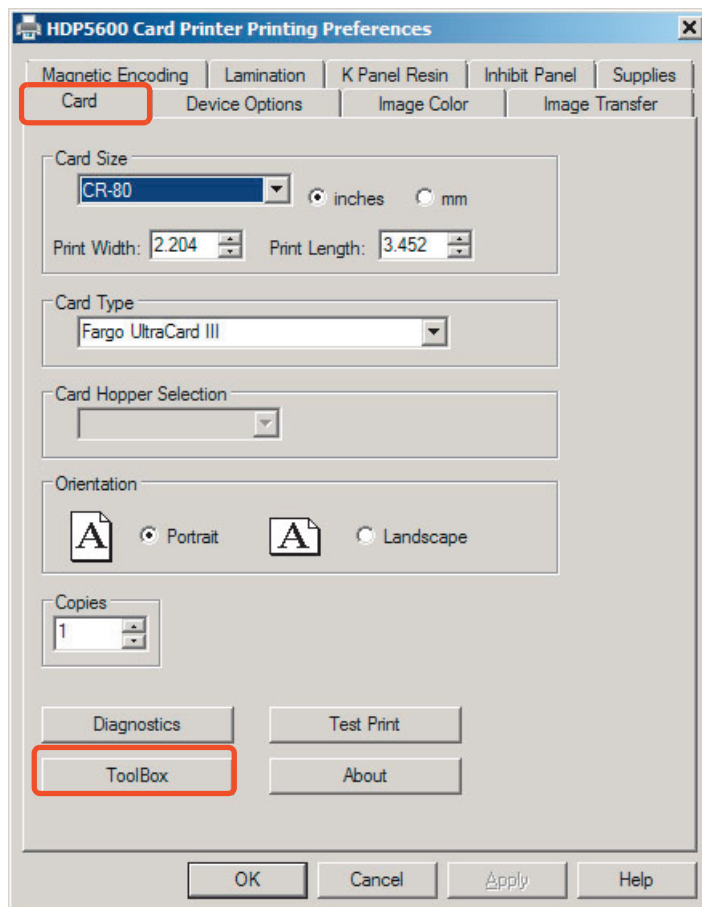 HDP5600 Card Printer Printing Preferences
Magnetic Encoding Lamination K Panel Resin Inhibit Panel Supplies
Card Device Options Image Color Image Transfer
Card Size
CR-80 inches mm
Print Width: 2.204 Print Length: 3.452
Card Type
Fargo UltraCard III
Card Hopper Selection
Orientation
A Portrait A Landscape
Copies
1
Diagnostics Test Print
ToolBox About
OK Cancel Apply Help